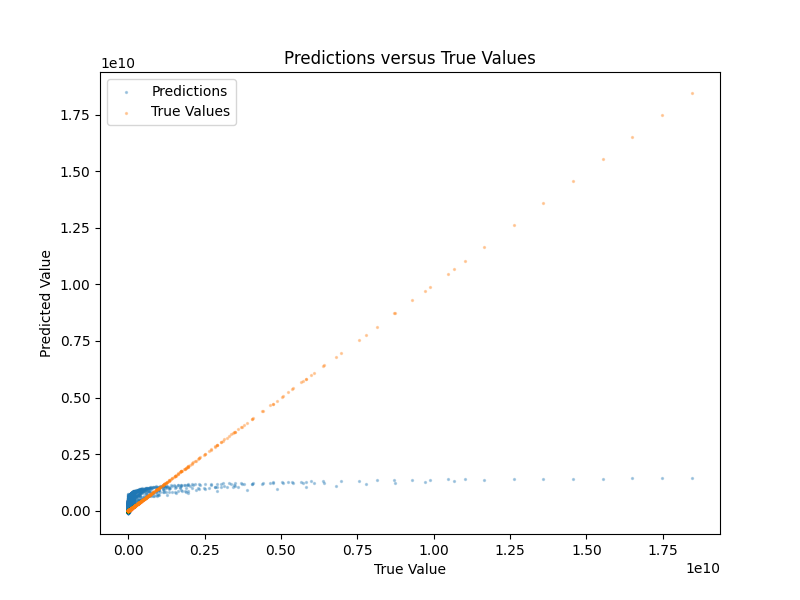 Predictions versus True Values
1e10
Predictions
True Values
1.75
1.50
1.25
1.00
0.75
0.50
0.25
0.00
Predicted Value
0.00 0.25 0.50 0.75 1.00 1.25 1.50 1.75
True Value
1e10